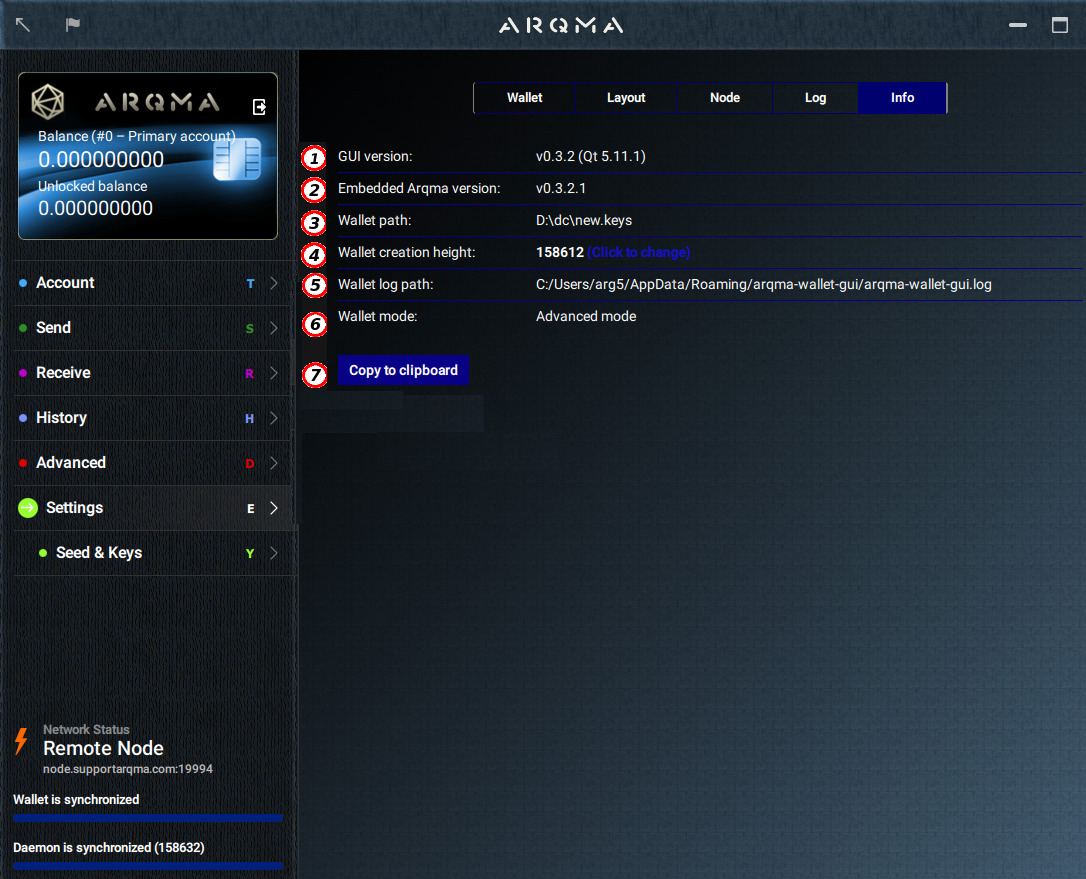 ARQMA
ARQMA
Balance (#0 – Primary account)
0.000000000
Unlocked balance
0.000000000
Account T
Send S
Receive R
History H
Advanced D
Settings E
Seed & Keys Y
Network Status
Remote Node
node.supportarqma.com:19994
Wallet is synchronized
Daemon is synchronized (158632)
Wallet Layout Node Log Info
1 GUI version: v0.3.2 (Qt 5.11.1)
2 Embedded Arqma version: v0.3.2.1
3 Wallet path: D:\dc\new.keys
4 Wallet creation height: 158612 (Click to change)
5 Wallet log path: C:/Users/arg5/AppData/Roaming/arqma-wallet-gui/arqma-wallet-gui.log
6 Wallet mode: Advanced mode
7 Copy to clipboard